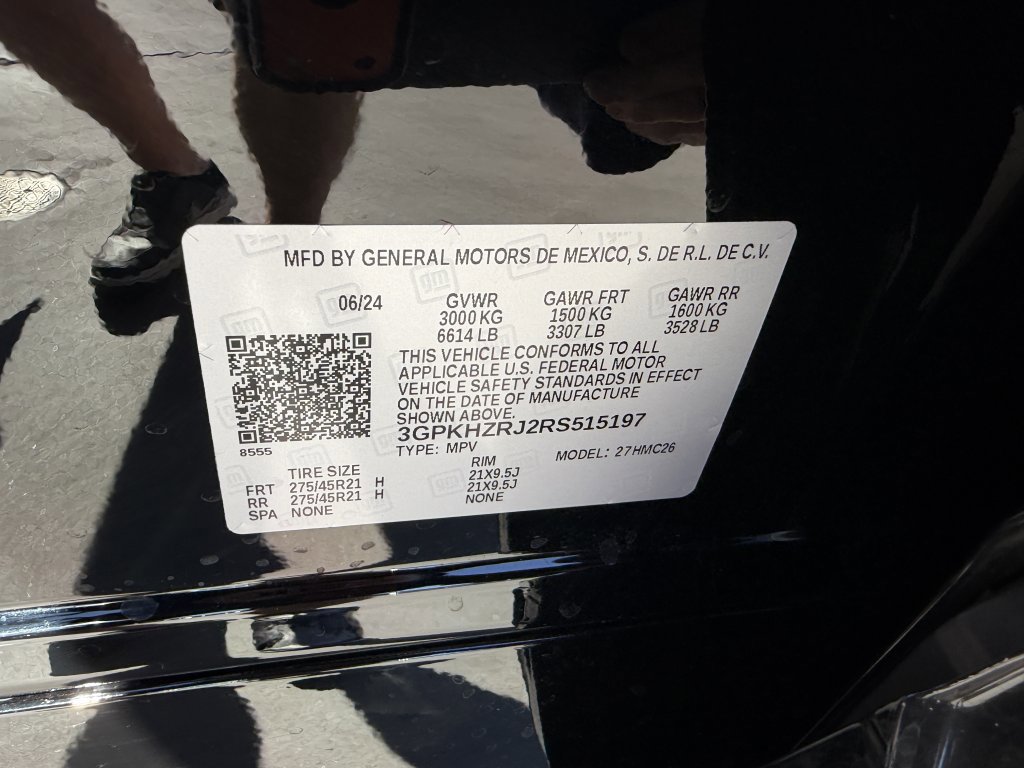 MFD BY GENERAL MOTORS DE MEXICO, S. DE R.L. DE C.V.
06/24 GVWR GAWR FRT GAWR RR
3000 KG 1500 KG 1600 KG
6614 LB 3307 LB 3528 LB
THIS VEHICLE CONFORMS TO ALL
APPLICABLE U.S. FEDERAL MOTOR
VEHICLE SAFETY STANDARDS IN EFFECT
ON THE DATE OF MANUFACTURE
SHOWN ABOVE.
3GPKHZRJ2RS515197
8555
TYPE: MPV MODEL: 27HMC26
TIRE SIZE RIM
FRT 275/45R21 H 21X9.5J
RR 275/45R21 H 21X9.5J
SPA NONE NONE